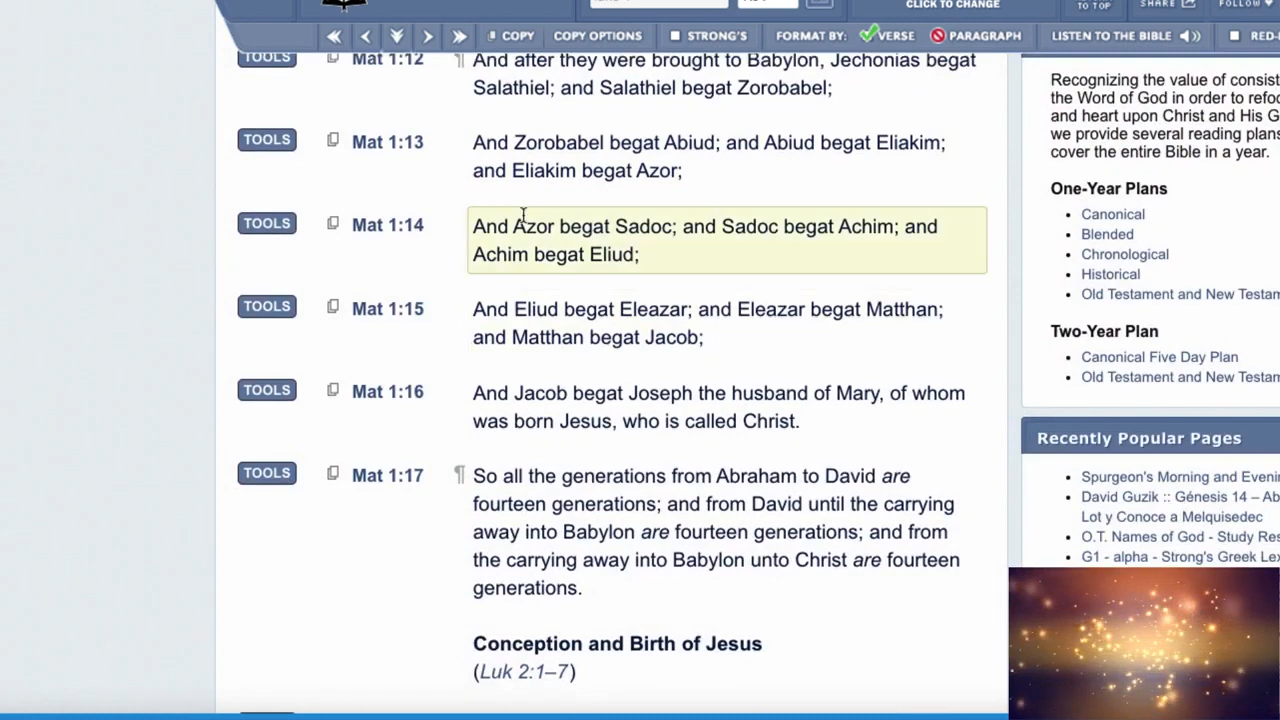 CLICK TO CHANGE
TO TOP
SHARE
FOLLOW
COPY
COPY OPTIONS
STRONG'S
FORMAT BY:
VERSE
PARAGRAPH
LISTEN TO THE BIBLE
TOOLS
Mat 1:12
¶ And after they were brought to Babylon, Jechonias begat
Salathiel; and Salathiel begat Zorobabel;
TOOLS
Mat 1:13
And Zorobabel begat Abiud; and Abiud begat Eliakim;
and Eliakim begat Azor;
TOOLS
Mat 1:14
And Azor begat Sadoc; and Sadoc begat Achim; and
Achim begat Eliud;
TOOLS
Mat 1:15
And Eliud begat Eleazar; and Eleazar begat Matthan;
and Matthan begat Jacob;
TOOLS
Mat 1:16
And Jacob begat Joseph the husband of Mary, of whom
was born Jesus, who is called Christ.
TOOLS
Mat 1:17
¶ So all the generations from Abraham to David are
fourteen generations; and from David until the carrying
away into Babylon are fourteen generations; and from
the carrying away into Babylon unto Christ are fourteen
generations.
Conception and Birth of Jesus
(Luk 2:1–7)
Recognizing the value of
the Word of God in order to
and heart upon Christ and His
we provide several reading plans
cover the entire Bible in a year.
One-Year Plans
• Canonical
• Blended
• Chronological
• Historical
• Old Testament and New
Two-Year Plan
• Canonical Five Day Plan
• Old Testament and New
Recently Popular Pages
• Spurgeon's Morning and
• David Guzik :: Génesis 14 –
Lot y Conoce a Melquisedec
• O.T. Names of God - Study
• G1 - alpha - Strong's Greek